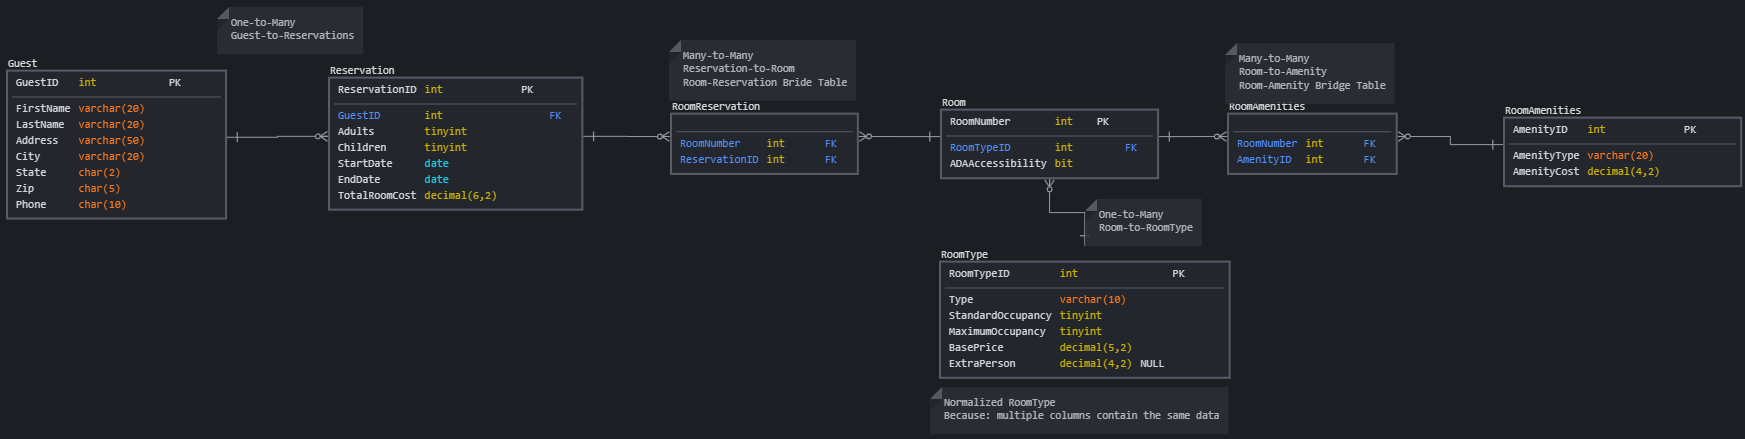 One-to-Many
Guest-to-Reservations
Guest
GuestID int PK
FirstName varchar(20)
LastName varchar(20)
Address varchar(50)
City varchar(20)
State char(2)
Zip char(5)
Phone char(10)
Reservation
ReservationID int PK
GuestID int FK
Adults tinyint
Children tinyint
StartDate date
EndDate date
TotalRoomCost decimal(6,2)
Many-to-Many
Reservation-to-Room
Room-Reservation Bride Table
RoomReservation
RoomNumber int FK
ReservationID int FK
Room
RoomNumber int PK
RoomTypeID int FK
ADAAccessibility bit
One-to-Many
Room-to-RoomType
RoomType
RoomTypeID int PK
Type varchar(10)
StandardOccupancy tinyint
MaximumOccupancy tinyint
BasePrice decimal(5,2)
ExtraPerson decimal(4,2) NULL
Normalized RoomType
Because: multiple columns contain the same data
Many-to-Many
Room-to-Amenity
Room-Amenity Bridge Table
RoomAmenities
RoomNumber int FK
AmenityID int FK
RoomAmenities
AmenityID int PK
AmenityType varchar(20)
AmenityCost decimal(4,2)